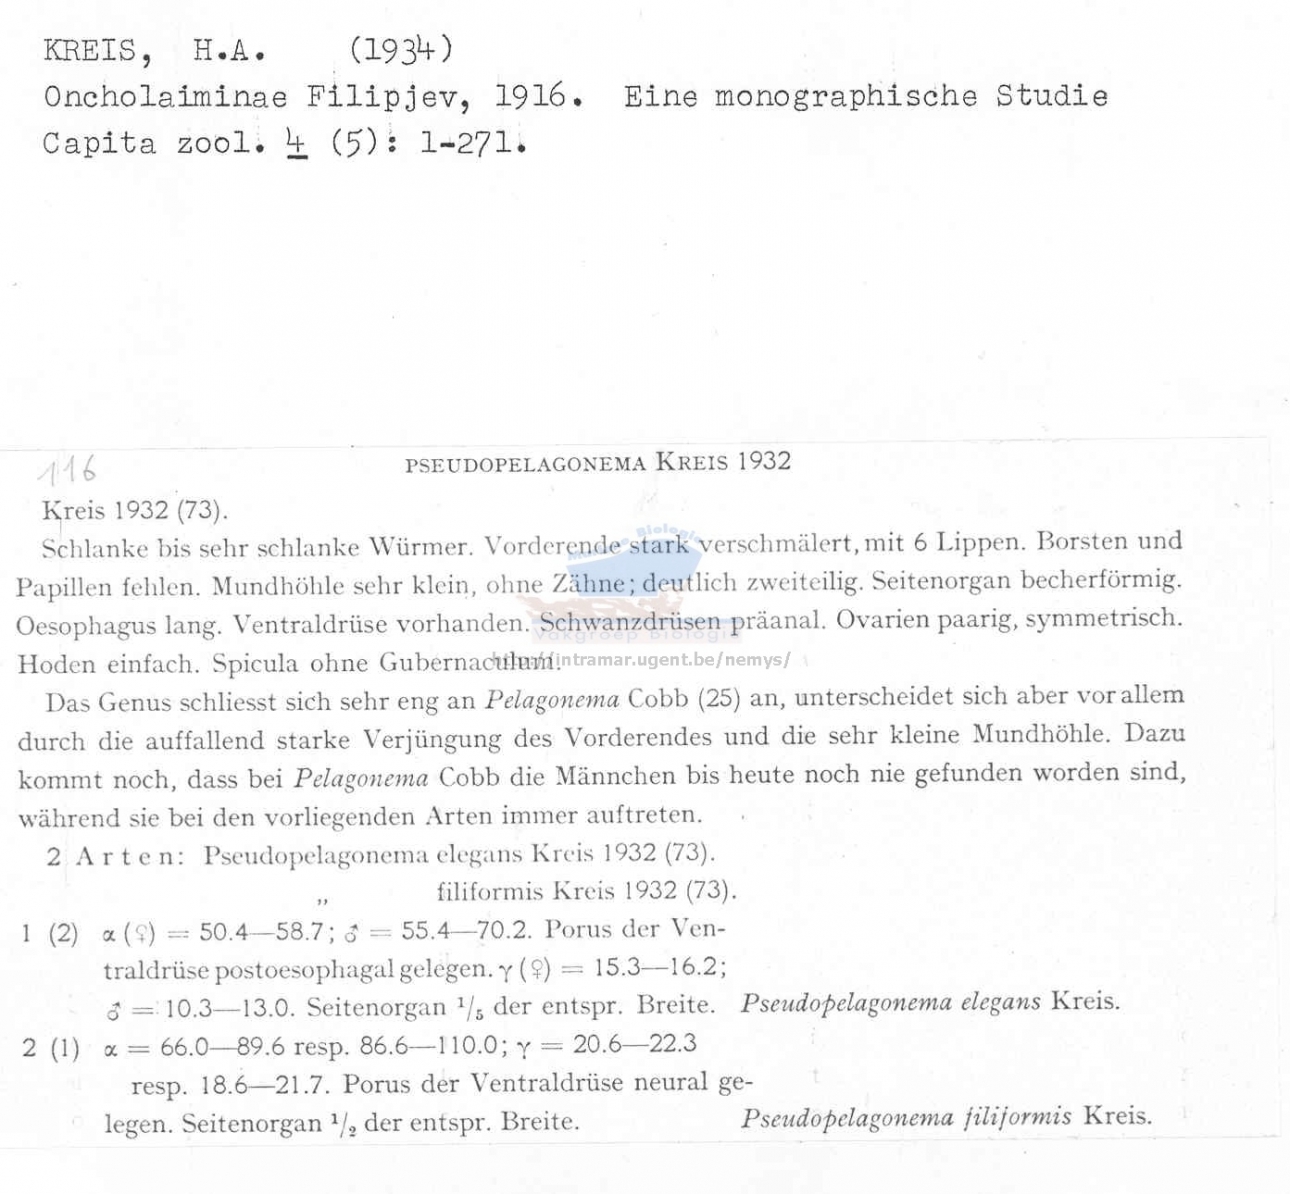 KREIS, H.A. (1934)
Oncholaiminae Filipjev, 1916. Eine monographische Studie
Capita zool. 4 (5): 1-271.
116
PSEUDOPELAGONEMA KREIS 1932
Kreis 1932 (73).
Schlanke bis sehr schlanke Würmer. Vorderende stark verschmälert, mit 6 Lippen. Borsten und
Papillen fehlen. Mundhöhle sehr klein, ohne Zähne; deutlich zweiteilig. Seitenorgan becherförmig.
Oesophagus lang. Ventraldrüse vorhanden. Schwanzdrüsen präanal. Ovarien paarig, symmetrisch.
Vakgroep Biologie
Hoden einfach. Spicula ohne Gubernaculum.
intramar.ugent.be/nemys/
Das Genus schliesst sich sehr eng an Pelagonema Cobb (25) an, unterscheidet sich aber vor allem
durch die auffallend starke Verjüngung des Vorderendes und die sehr kleine Mundhöhle. Dazu
kommt noch, dass bei Pelagonema Cobb die Männchen bis heute noch nie gefunden worden sind,
während sie bei den vorliegenden Arten immer auftreten.
2 Arten: Pseudopelagonema elegans Kreis 1932 (73).
„ filiformis Kreis 1932 (73).
1 (2) α (♀) = 50.4—58.7; ♂ = 55.4—70.2. Porus der Ven-
traldrüse postoesophagal gelegen. γ (♀) = 15.3—16.2;
♂ = 10.3—13.0. Seitenorgan 1/5 der entspr. Breite. Pseudopelagonema elegans Kreis.
2 (1) α = 66.0—89.6 resp. 86.6—110.0; γ = 20.6—22.3
resp. 18.6—21.7. Porus der Ventraldrüse neural ge-
legen. Seitenorgan 1/2 der entspr. Breite. Pseudopelagonema filiformis Kreis.